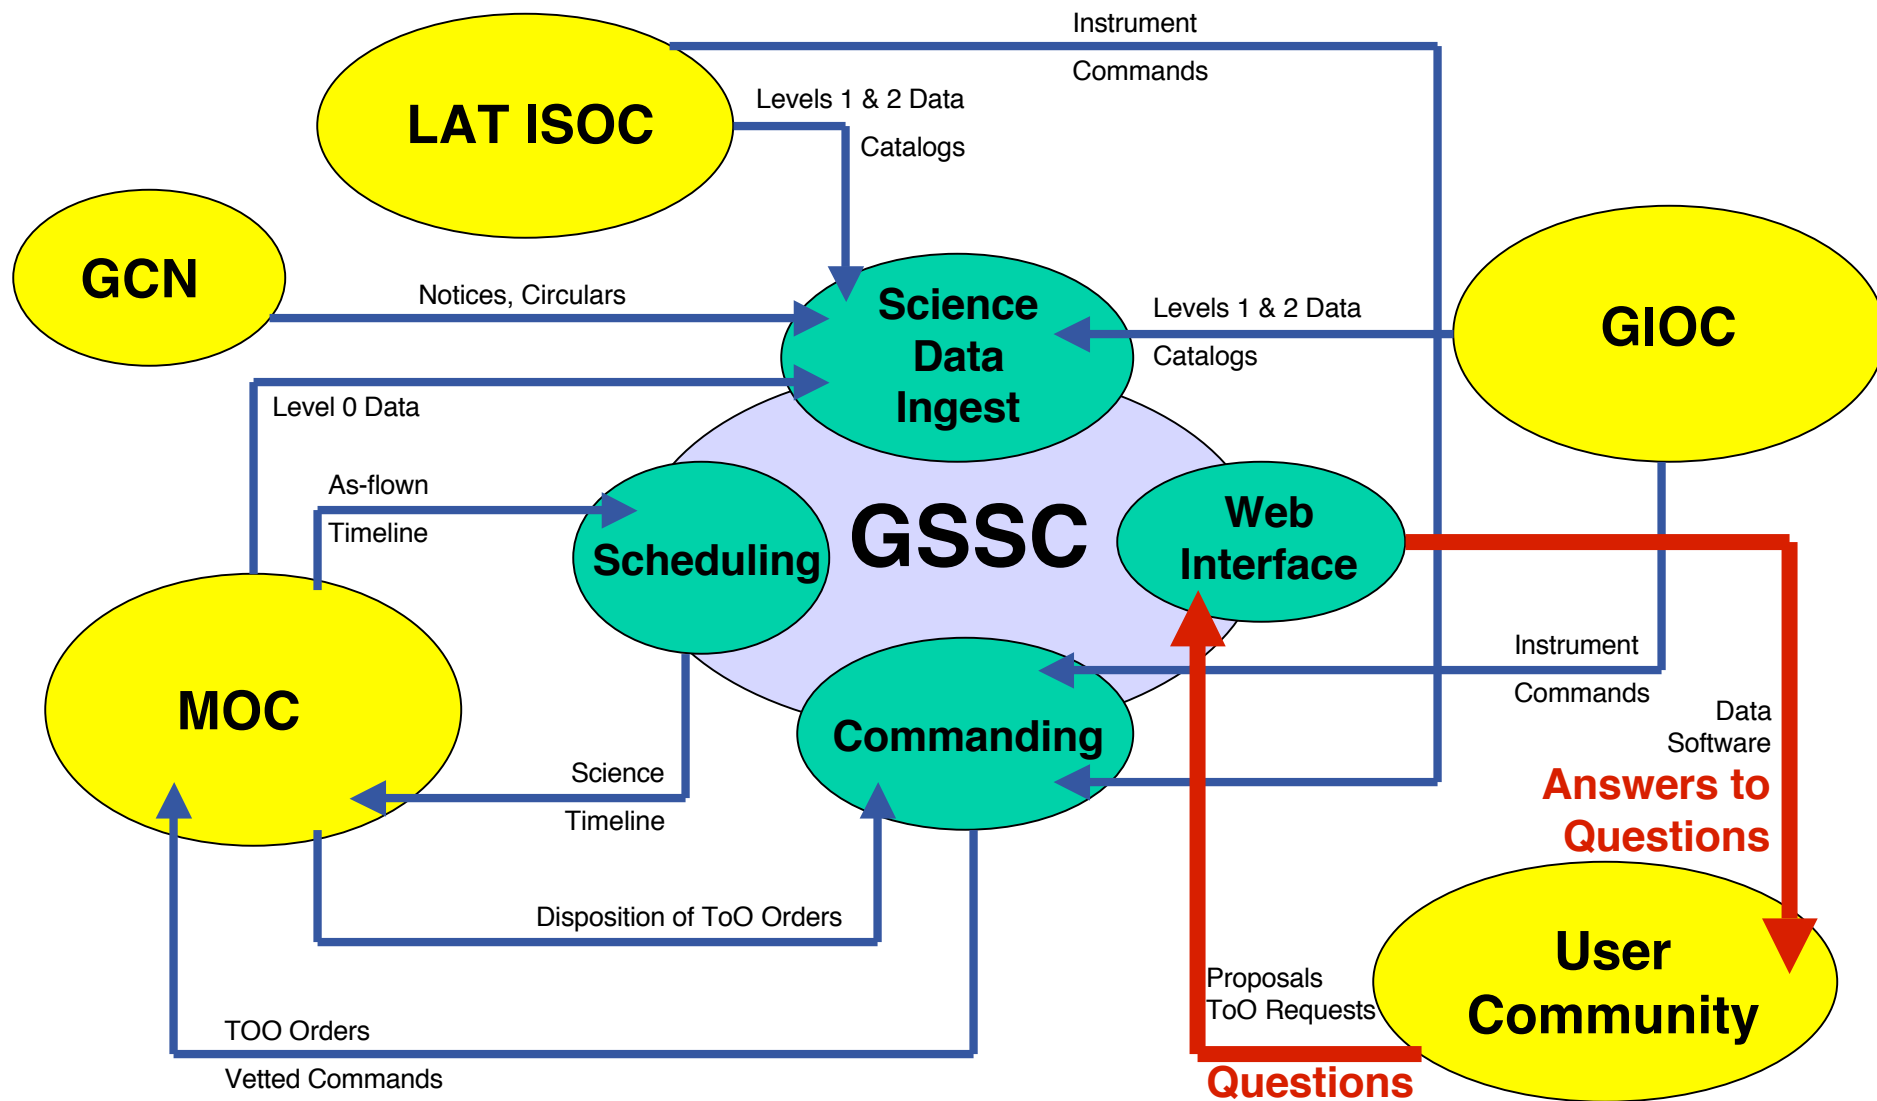 Instrument
Commands
LAT ISOC
Levels 1 & 2 Data
Catalogs
GCN
Notices, Circulars
Science
Data
Ingest
Levels 1 & 2 Data
Catalogs
GIOC
Level 0 Data
As-flown
Timeline
Scheduling
GSSC
Web
Interface
MOC
Commanding
Instrument
Commands
Data
Software
Answers to
Questions
Science
Timeline
Disposition of ToO Orders
User
Community
Proposals
ToO Requests
Questions
TOO Orders
Vetted Commands